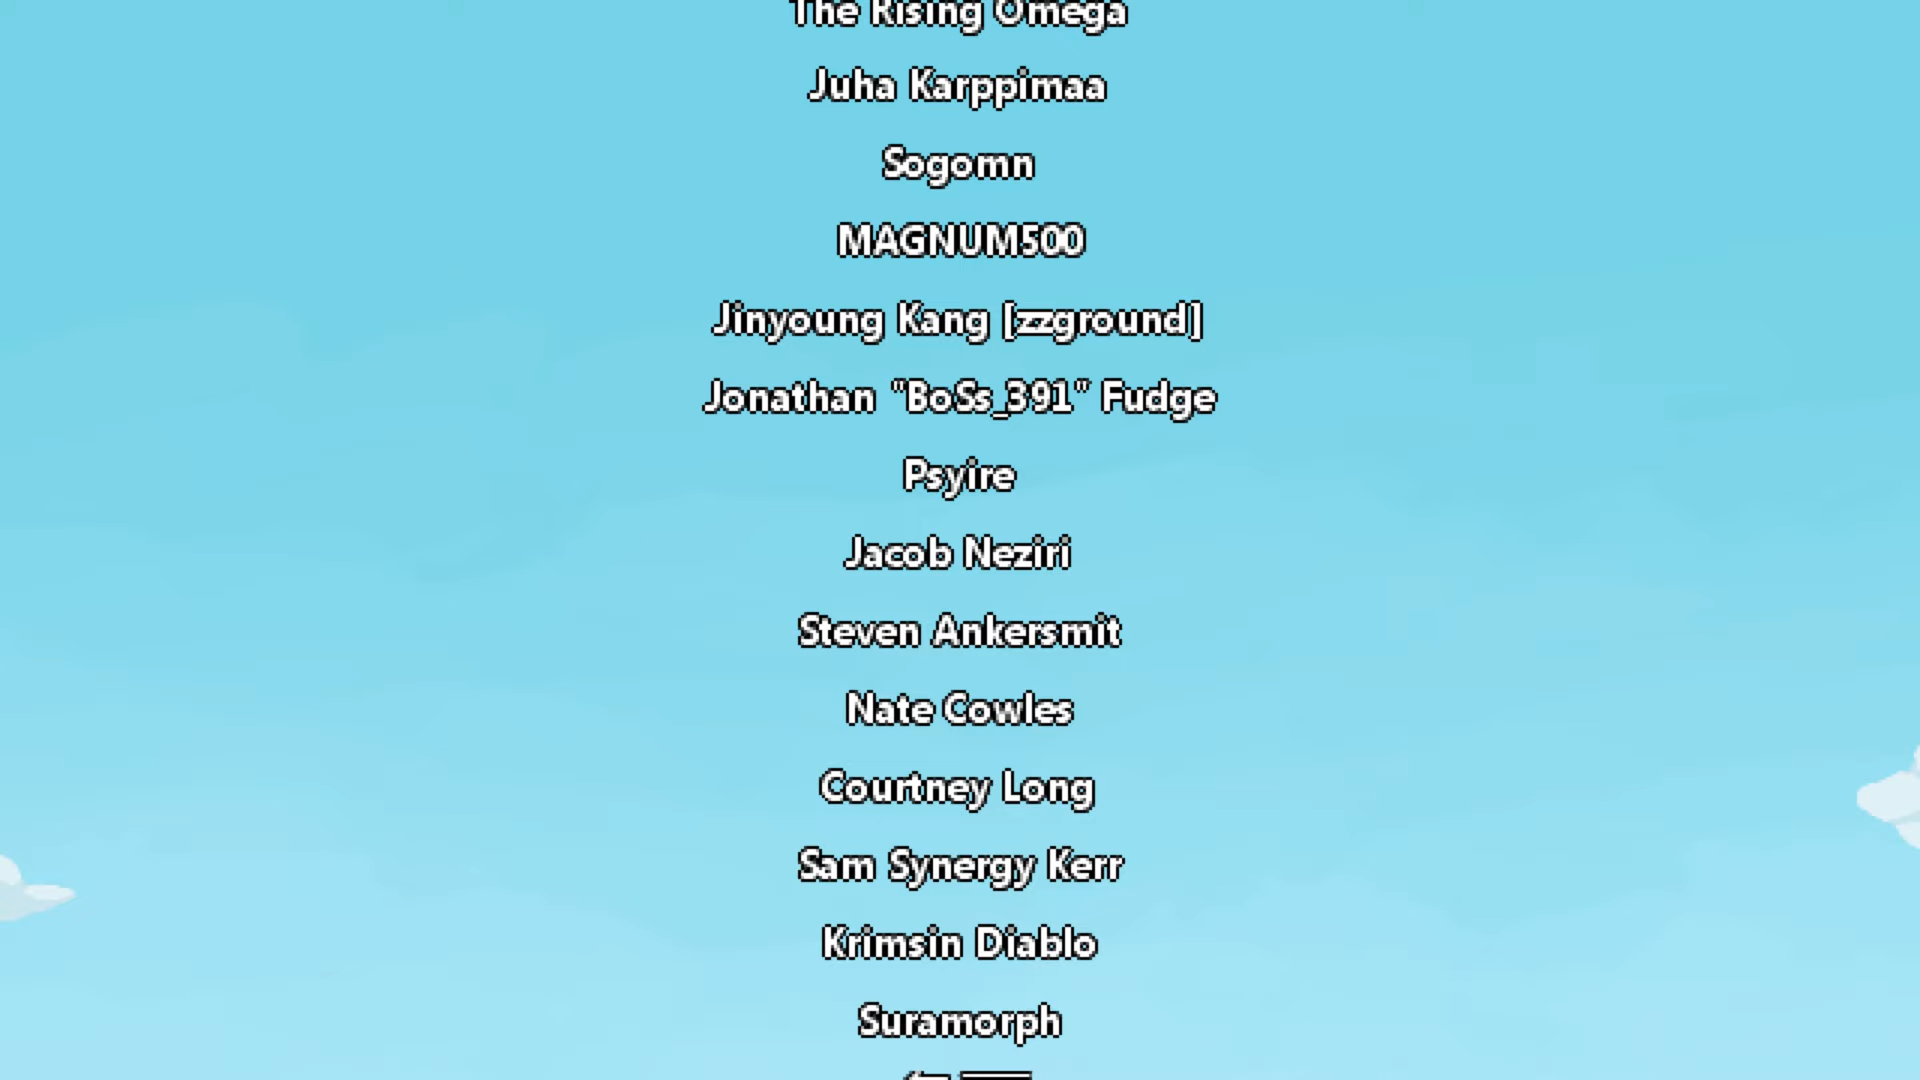 The Rising Omega
Juha Karppimaa
Sogomn
MAGNUM500
Jinyoung Kang [zzground]
Jonathan "BoSs_391" Fudge
Psyire
Jacob Neziri
Steven Ankersmit
Nate Cowles
Courtney Long
Sam Synergy Kerr
Krimsin Diablo
Suramorph